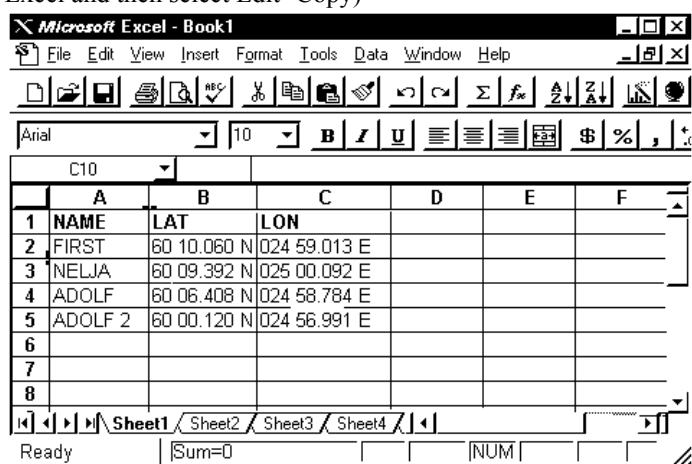 Excel and then select Edit-Copy)
Microsoft Excel - Book1
File Edit View Insert Format Tools Data Window Help
ABC Σ fx A Z Z A
Arial 10 B I U a $ % ,
C10
A B C D E F
1 NAME LAT LON
2 FIRST 60 10.060 N 024 59.013 E
3 NELJA 60 09.392 N 025 00.092 E
4 ADOLF 60 06.408 N 024 58.784 E
5 ADOLF 2 60 00.120 N 024 56.991 E
6
7
8
Sheet1 Sheet2 Sheet3 Sheet4
Ready Sum=0 NUM